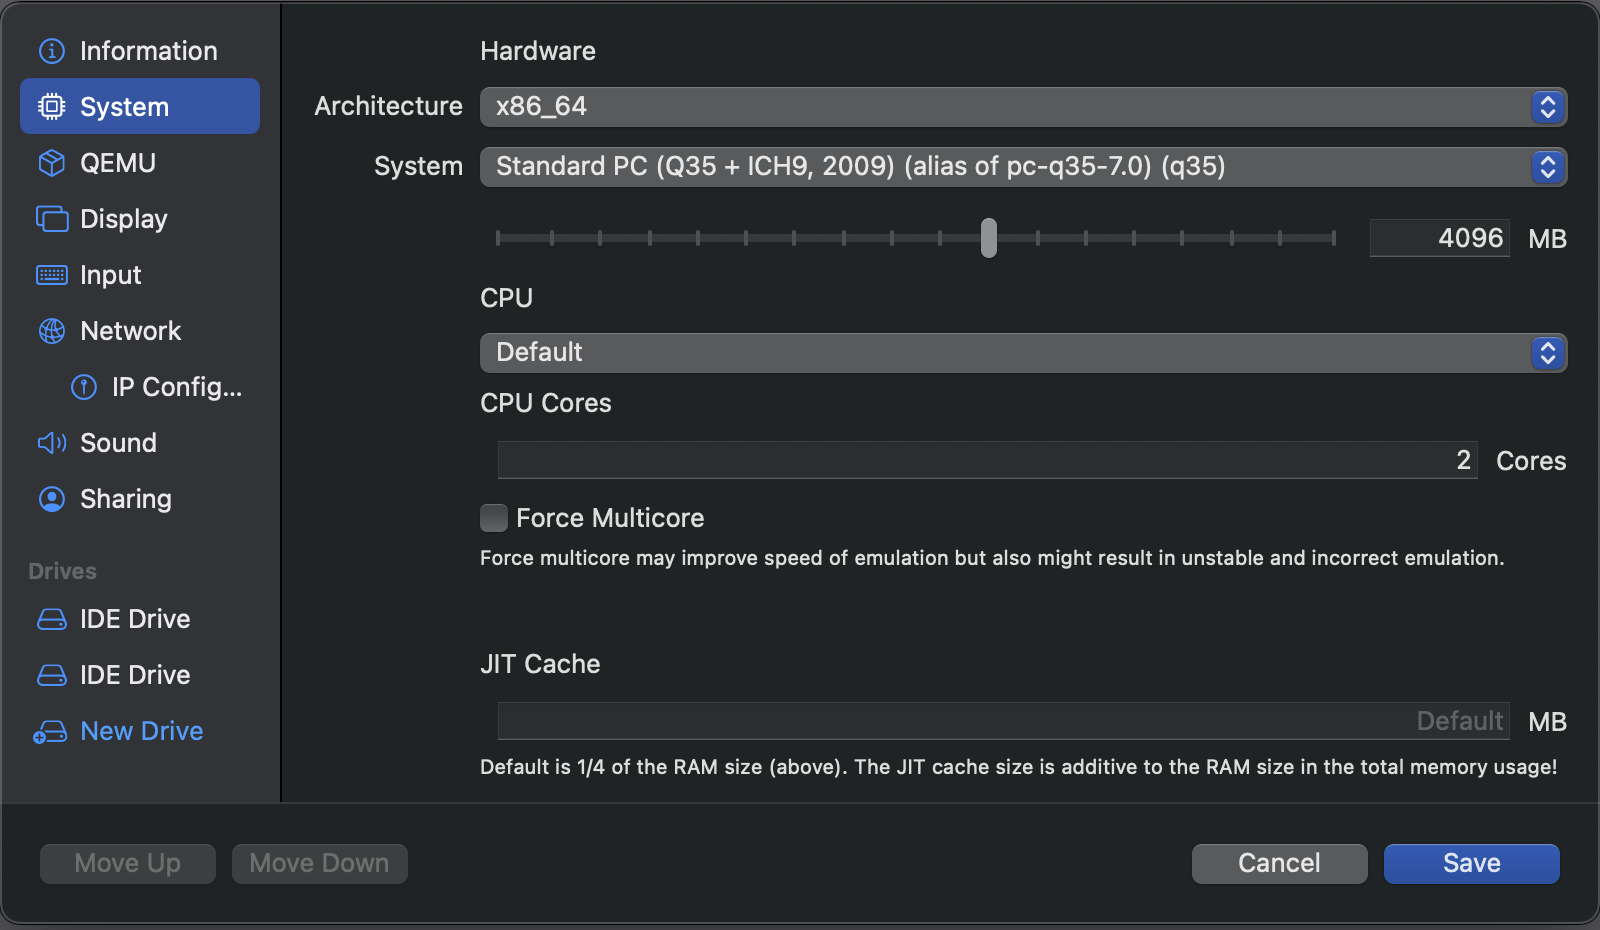 Information
System
QEMU
Display
Input
Network
IP Config...
Sound
Sharing
Drives
IDE Drive
IDE Drive
New Drive
Hardware
Architecture x86_64
System Standard PC (Q35 + ICH9, 2009) (alias of pc-q35-7.0) (q35)
4096 MB
CPU
Default
CPU Cores
2 Cores
Force Multicore
Force multicore may improve speed of emulation but also might result in unstable and incorrect emulation.
JIT Cache
Default MB
Default is 1/4 of the RAM size (above). The JIT cache size is additive to the RAM size in the total memory usage!
Move Up Move Down Cancel Save